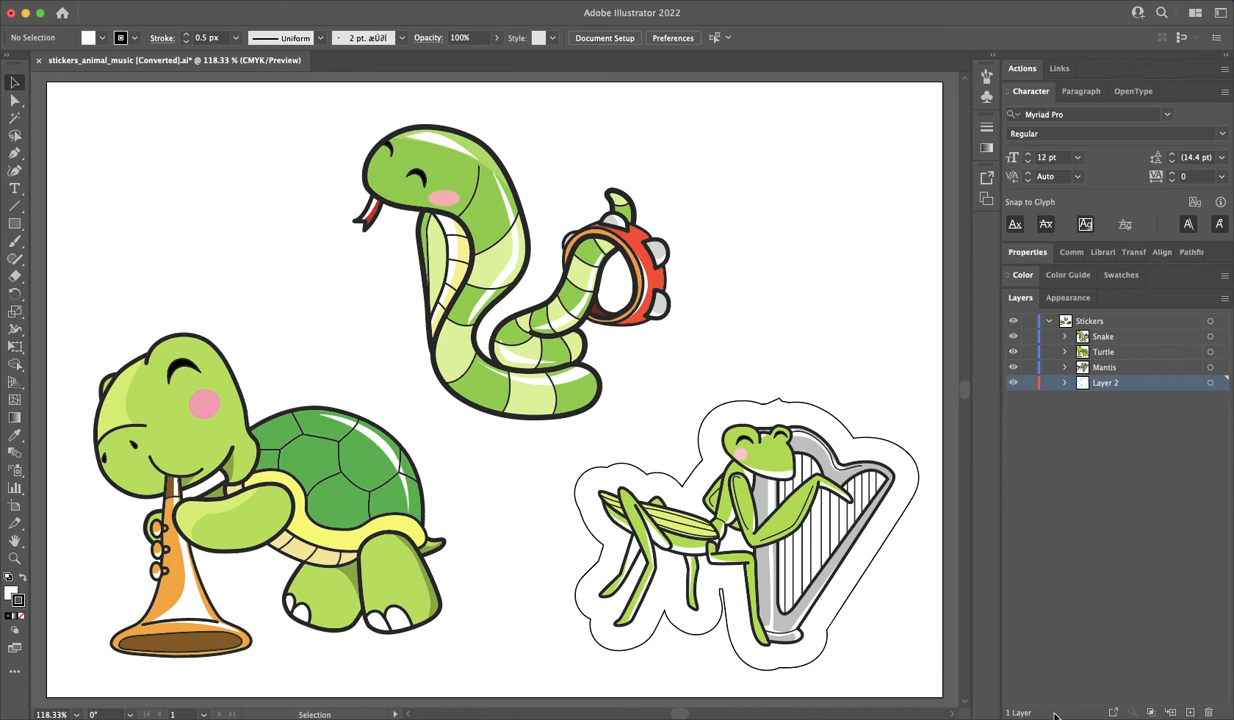 Adobe Illustrator 2022
No Selection Stroke: 0.5 px Uniform 2 pt. æÜðÍ Opacity: 100% Style: Document Setup Preferences
× stickers_animal_music [Converted].ai* @ 118.33 % (CMYK/Preview)
Actions Links
Character Paragraph OpenType
Myriad Pro
Regular
12 pt (14.4 pt)
Auto 0
Snap to Glyph
Properties Comm Librari Transf Align Pathfir
Color Color Guide Swatches
Layers Appearance
Stickers
Snake
Turtle
Mantis
Layer 2
1 Layer
118.33% 0° 1 Selection